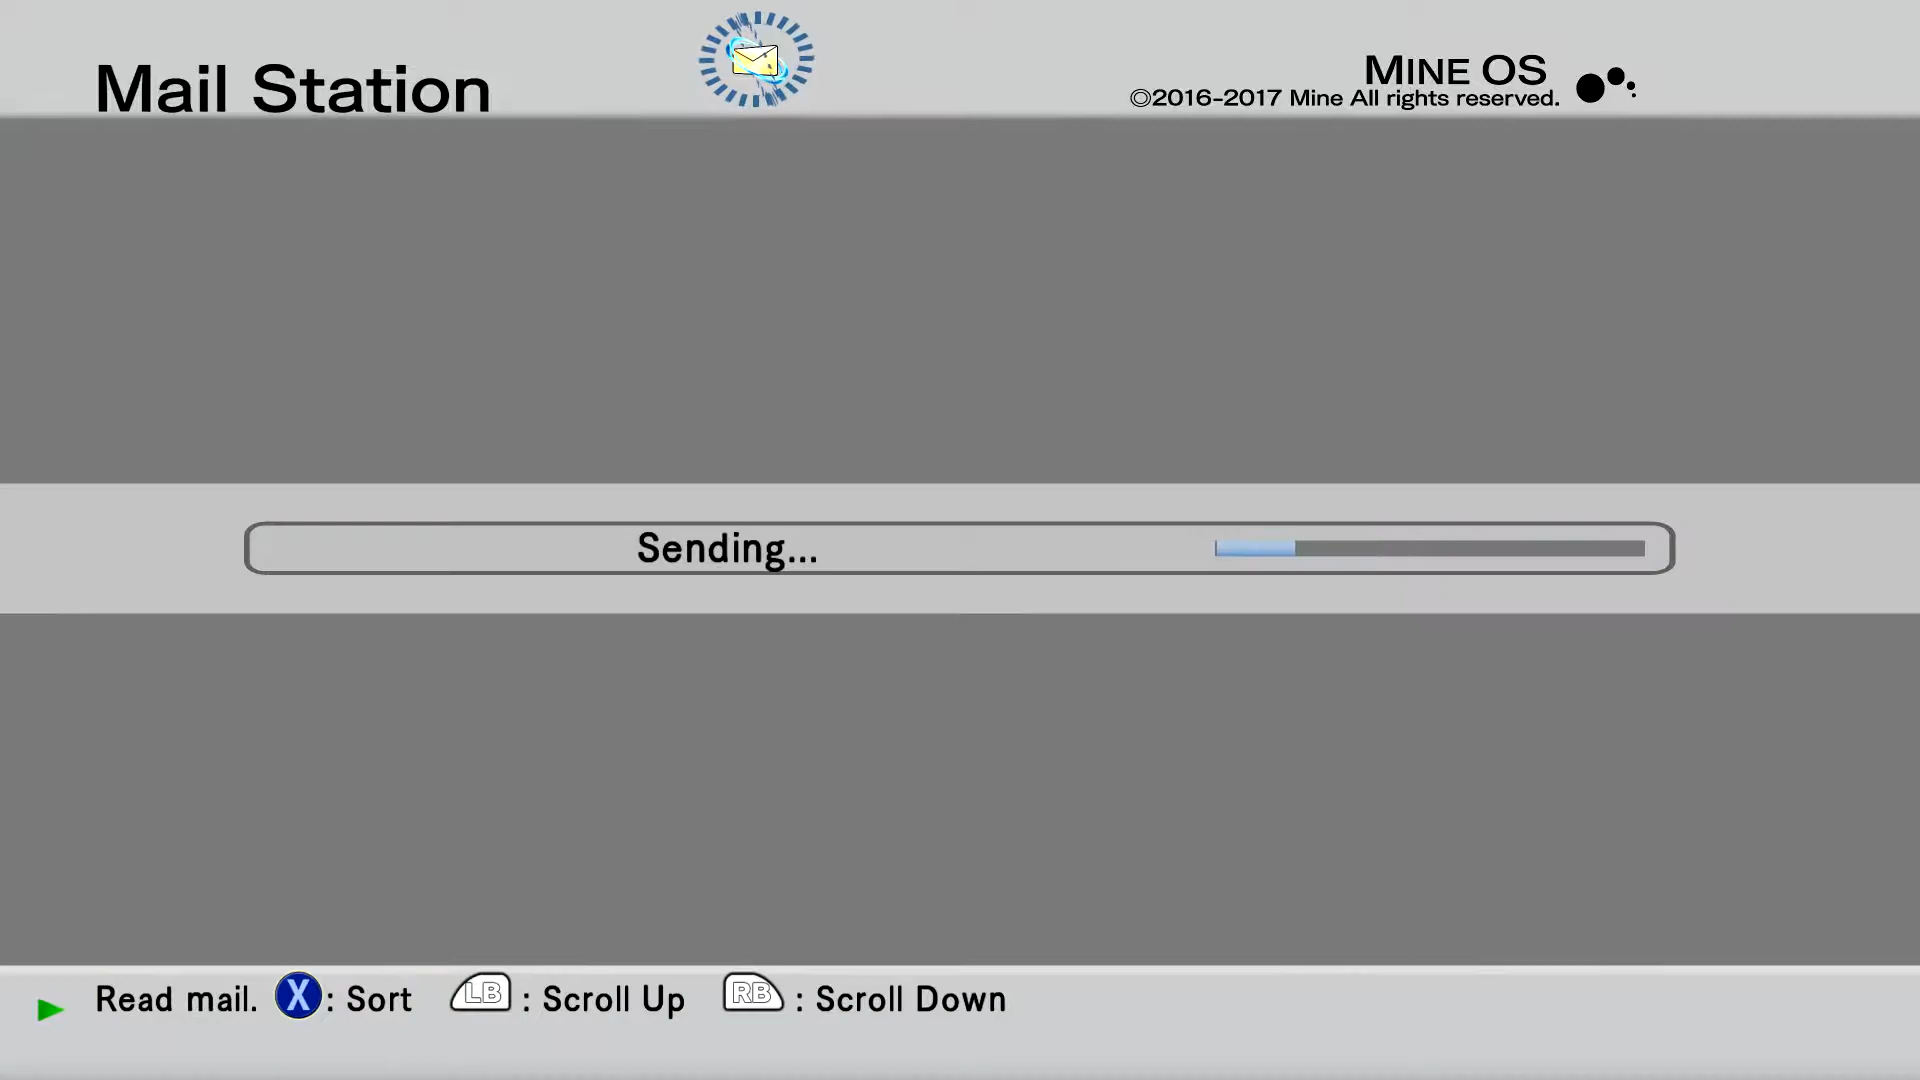 Mail Station
MINE OS
©2016-2017 Mine All rights reserved.
Sending...
Read mail. X : Sort LB : Scroll Up RB : Scroll Down